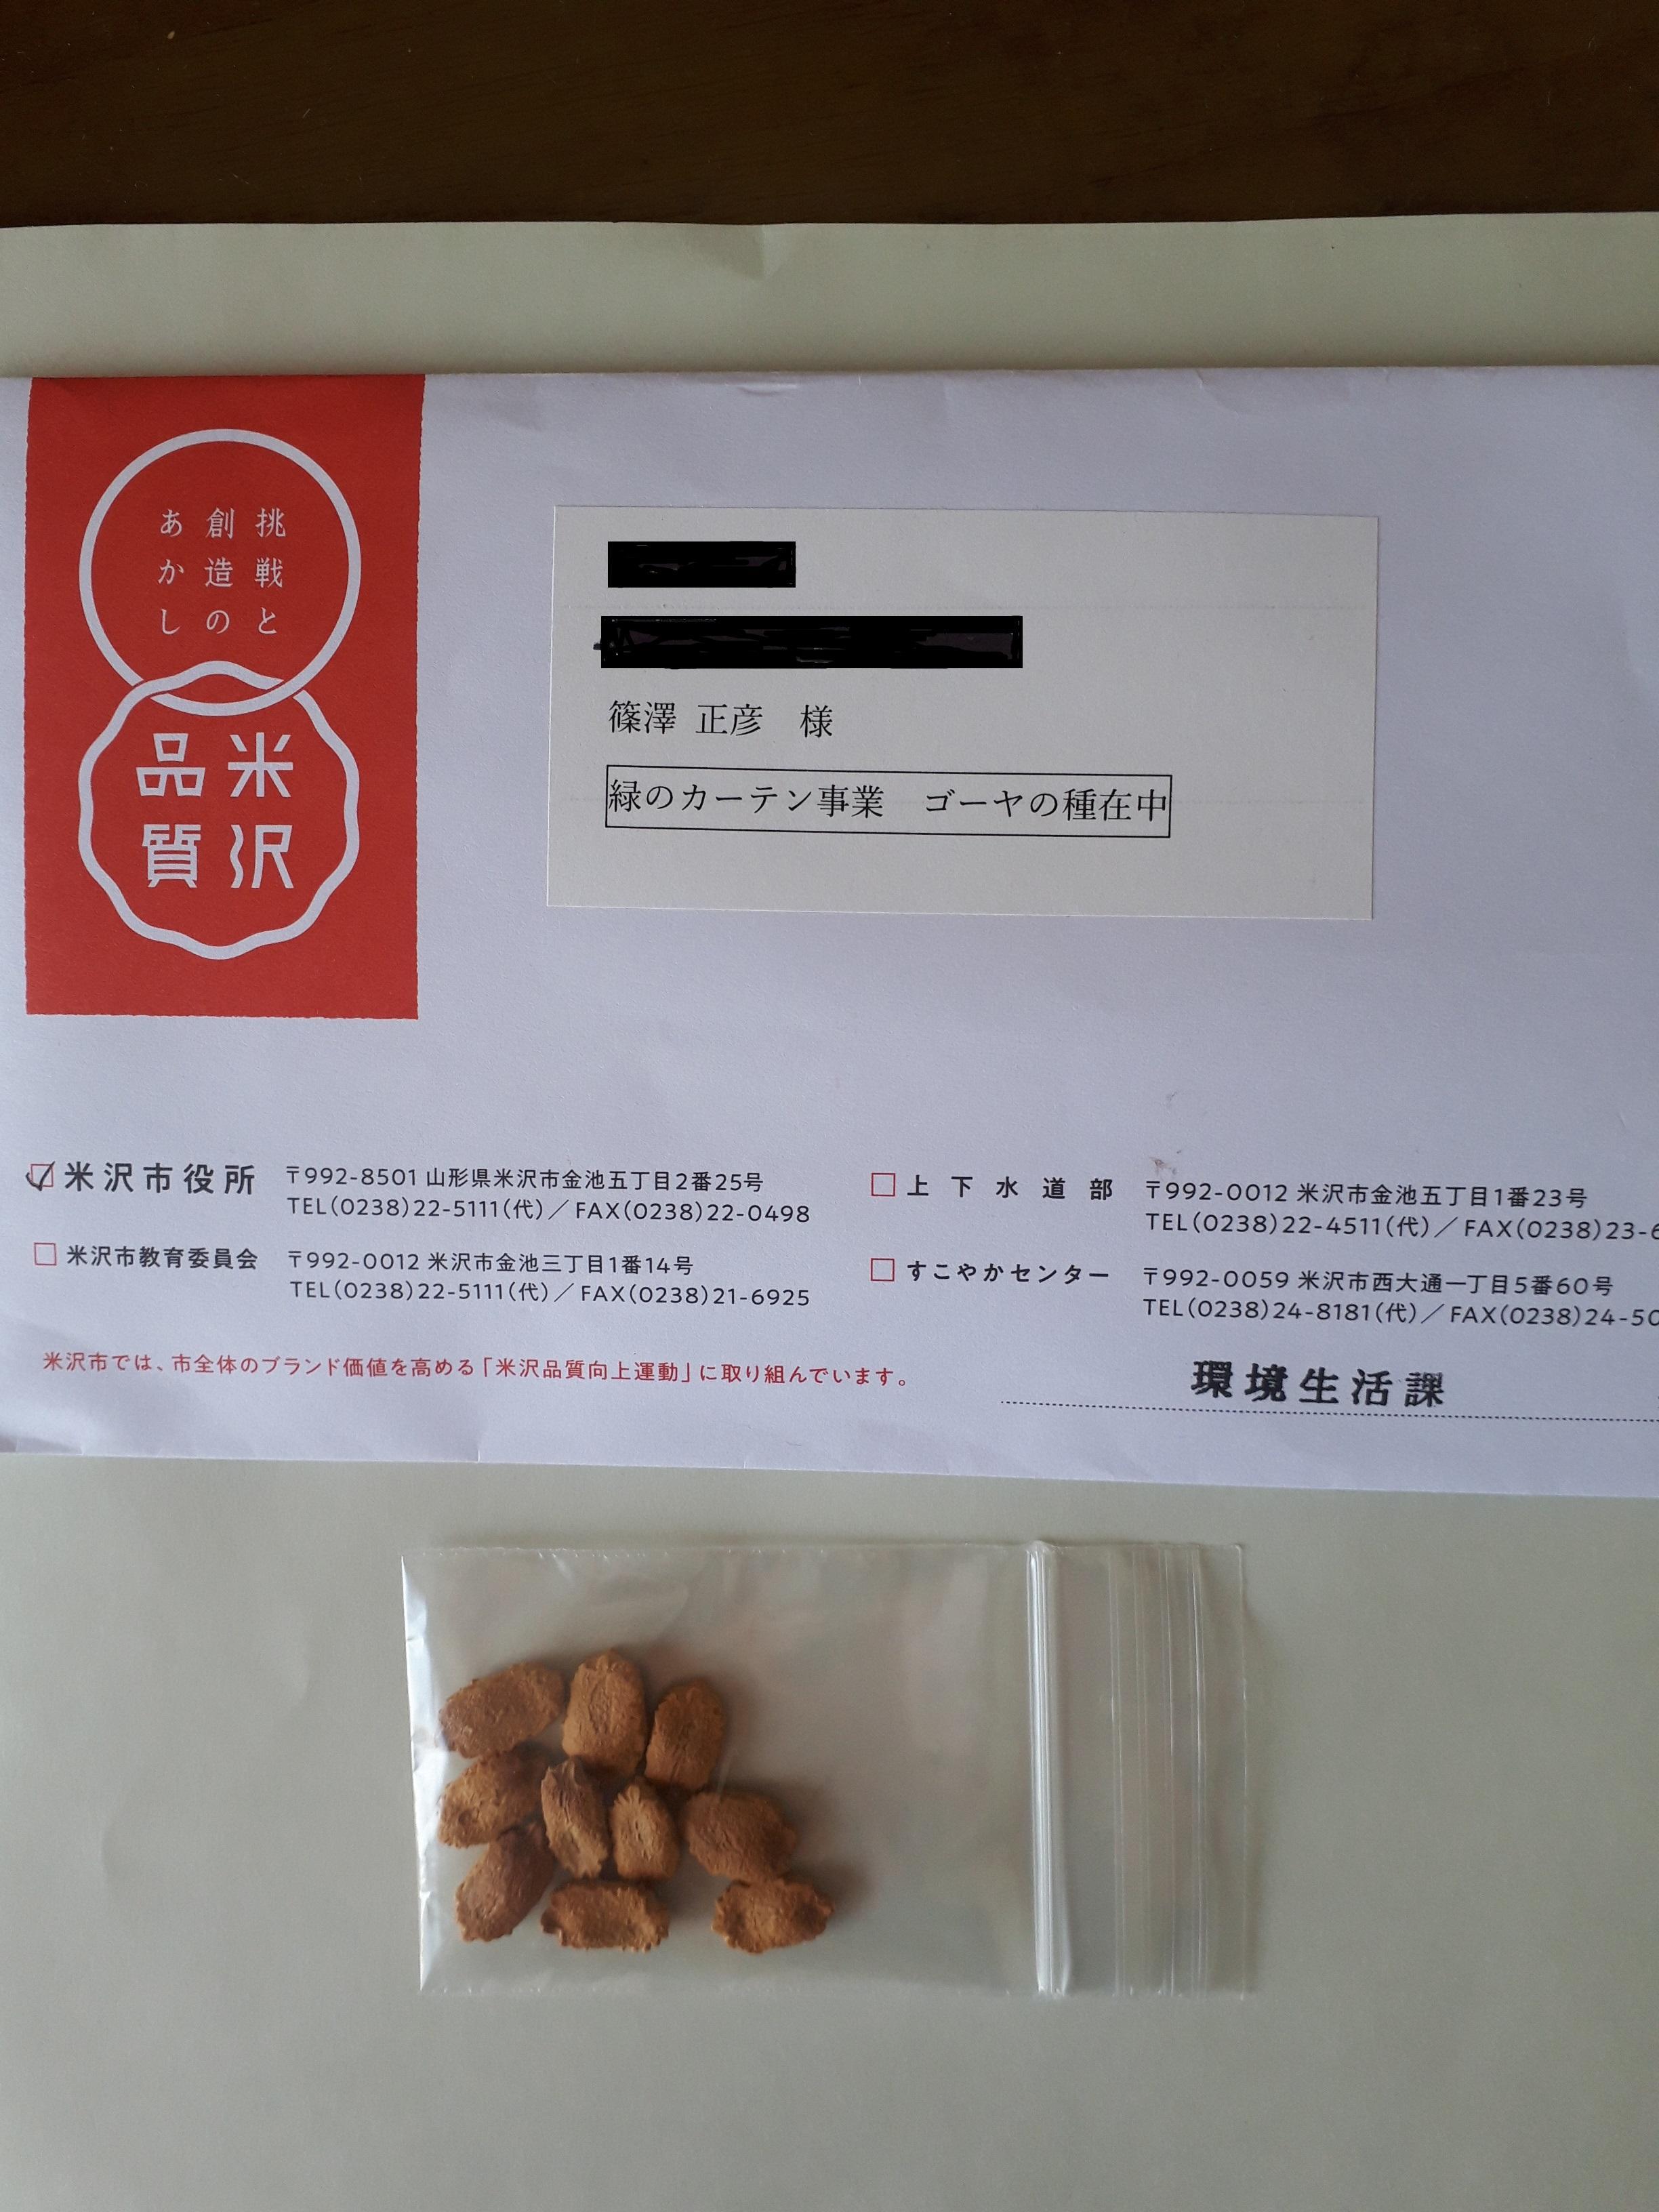 挑戦と
創造の
あかし
米沢
品質
篠澤 正彦 様
緑のカーテン事業 ゴーヤの種在中
米沢市役所 〒992-8501 山形県米沢市金池五丁目2番25号
TEL(0238)22-5111(代)/FAX(0238)22-0498
米沢市教育委員会 〒992-0012 米沢市金池三丁目1番14号
TEL(0238)22-5111(代)/FAX(0238)21-6925
上下水道部 〒992-0012 米沢市金池五丁目1番23号
TEL(0238)22-4511(代)/FAX(0238)23-6
すこやかセンター 〒992-0059 米沢市西大通一丁目5番60号
TEL(0238)24-8181(代)/FAX(0238)24-50
米沢市では、市全体のブランド価値を高める「米沢品質向上運動」に取り組んでいます。
環境生活課